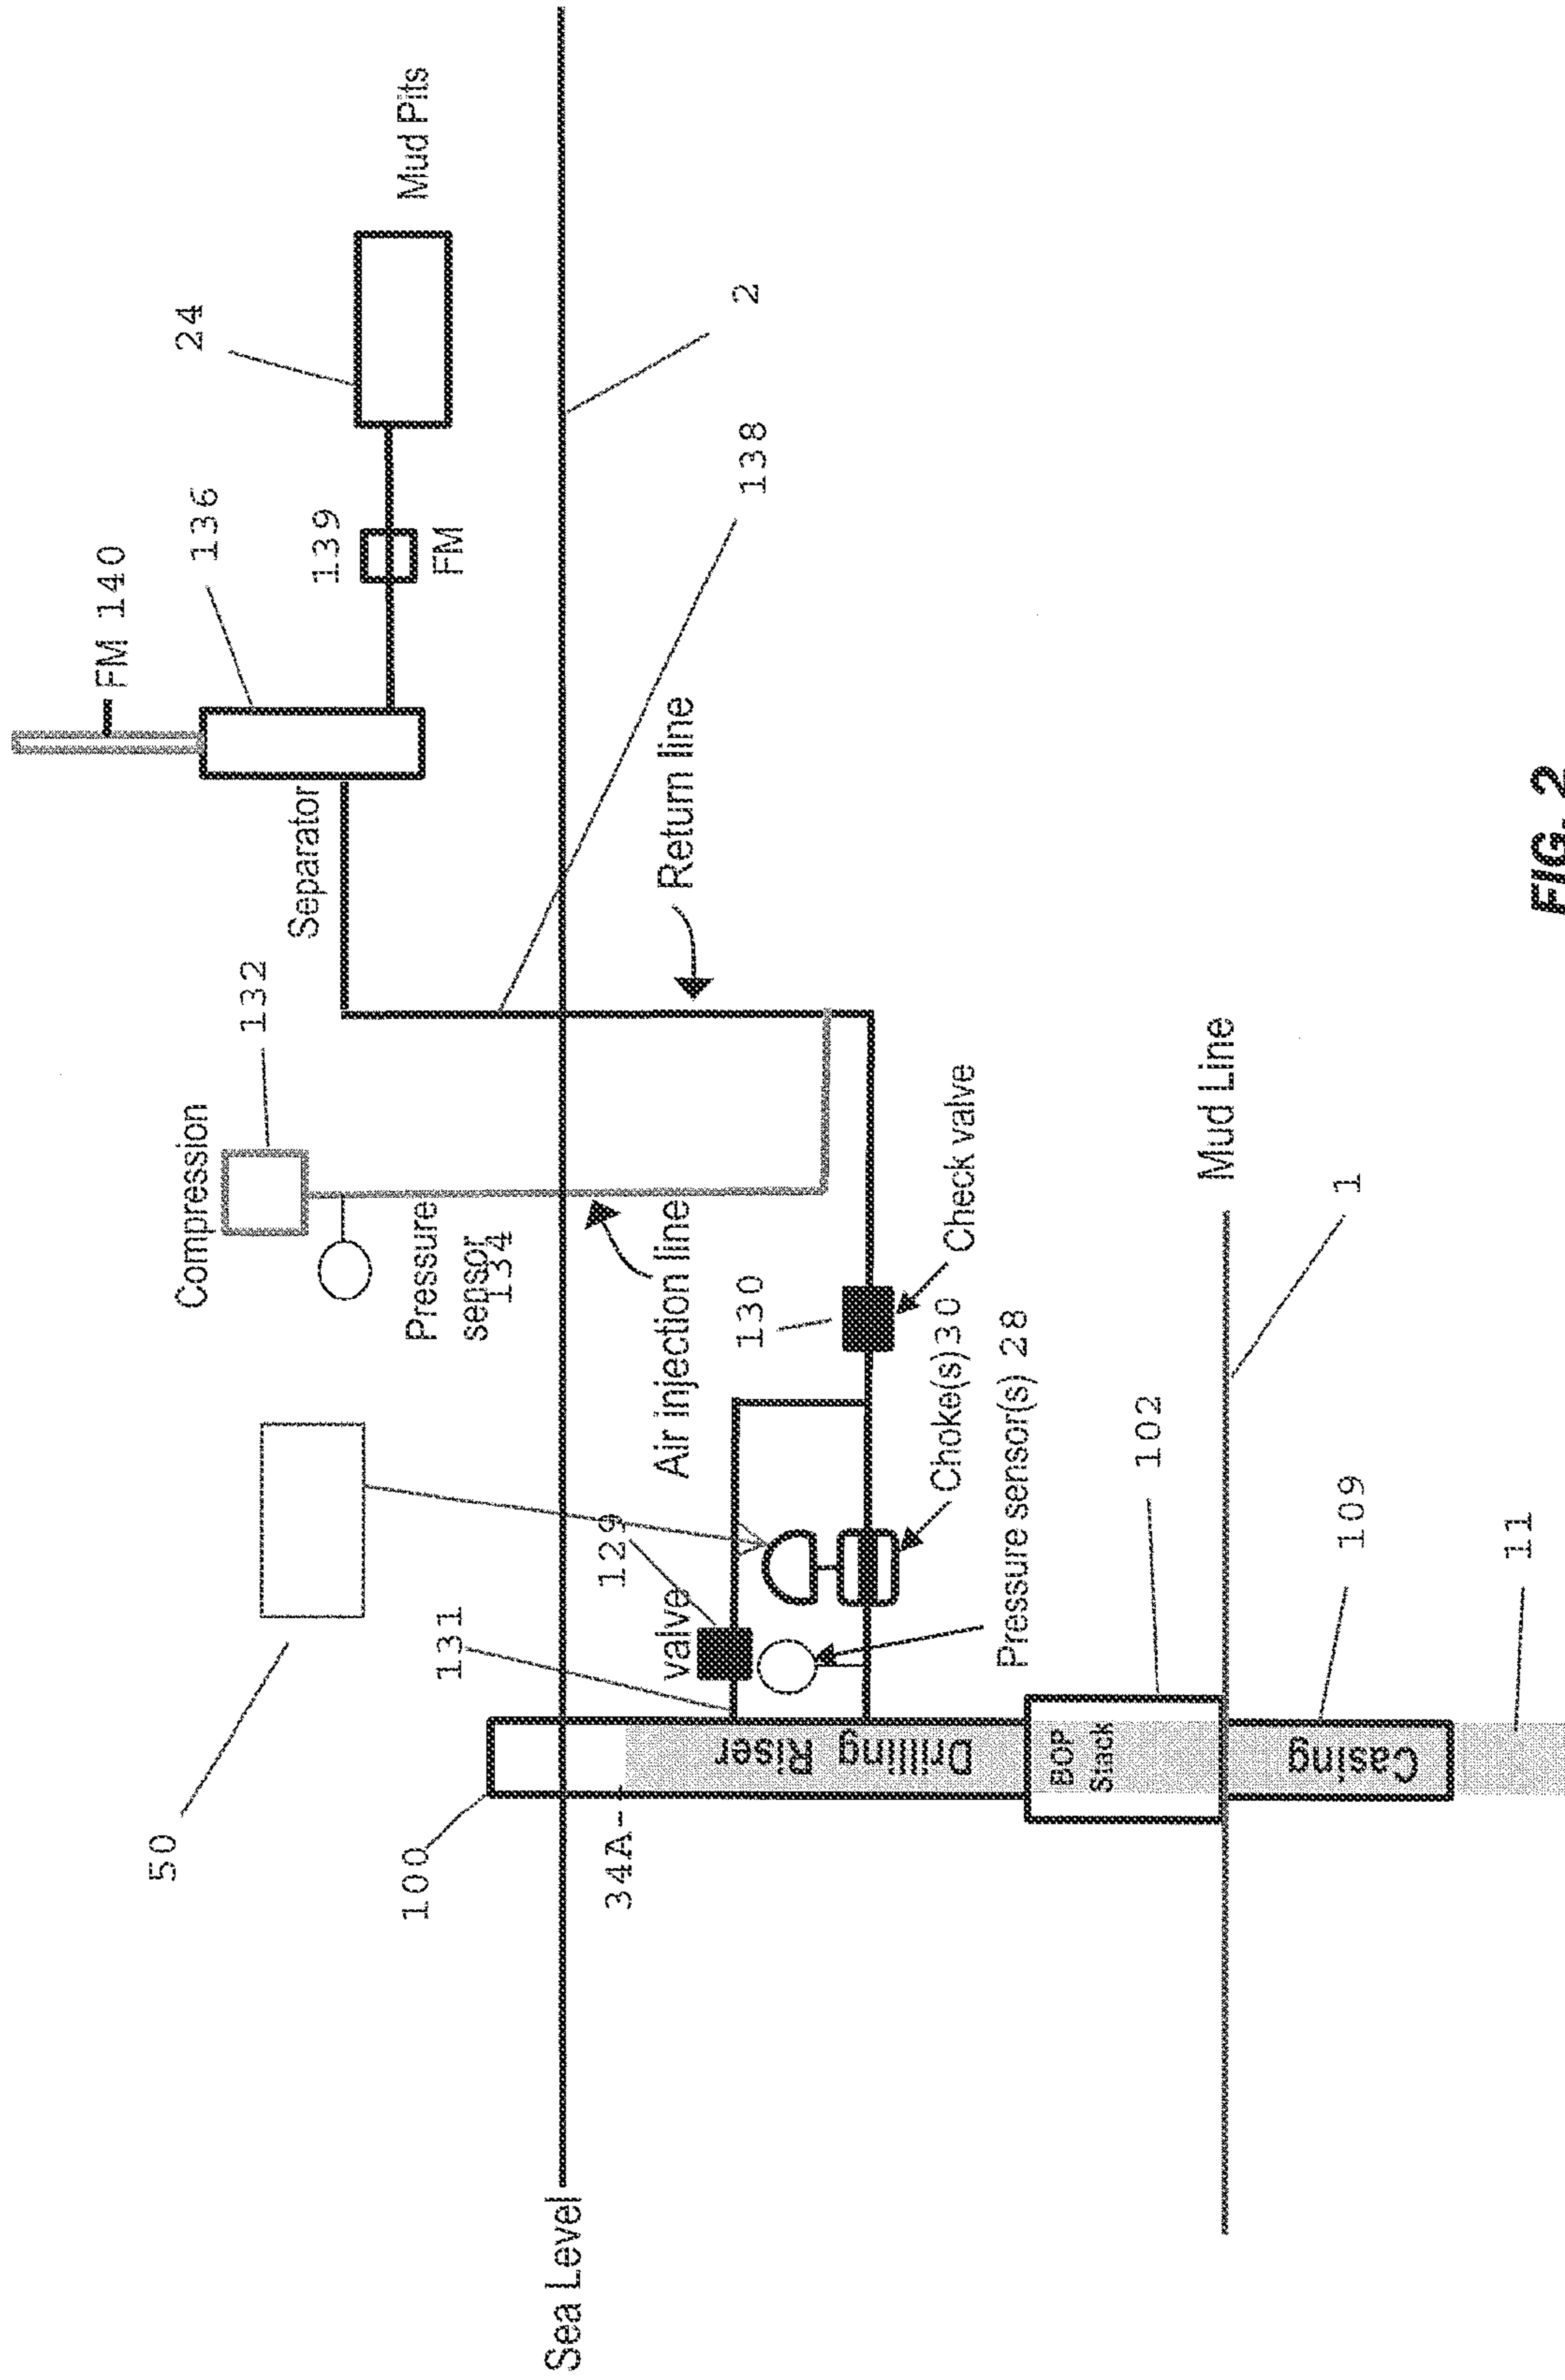 50
Compression
132
FM 140
136
24
Separator
139
FM
Mud Pits
100
131
Pressure
sensor
134
Sea Level
34A
129
valve
Air injection line
Return line
138
2
130
Drilling Riser
Check valve
Choke(s) 30
Pressure sensor(s) 28
BOP
Stack
102
Mud Line
1
Casing
109
11
FIG. 2